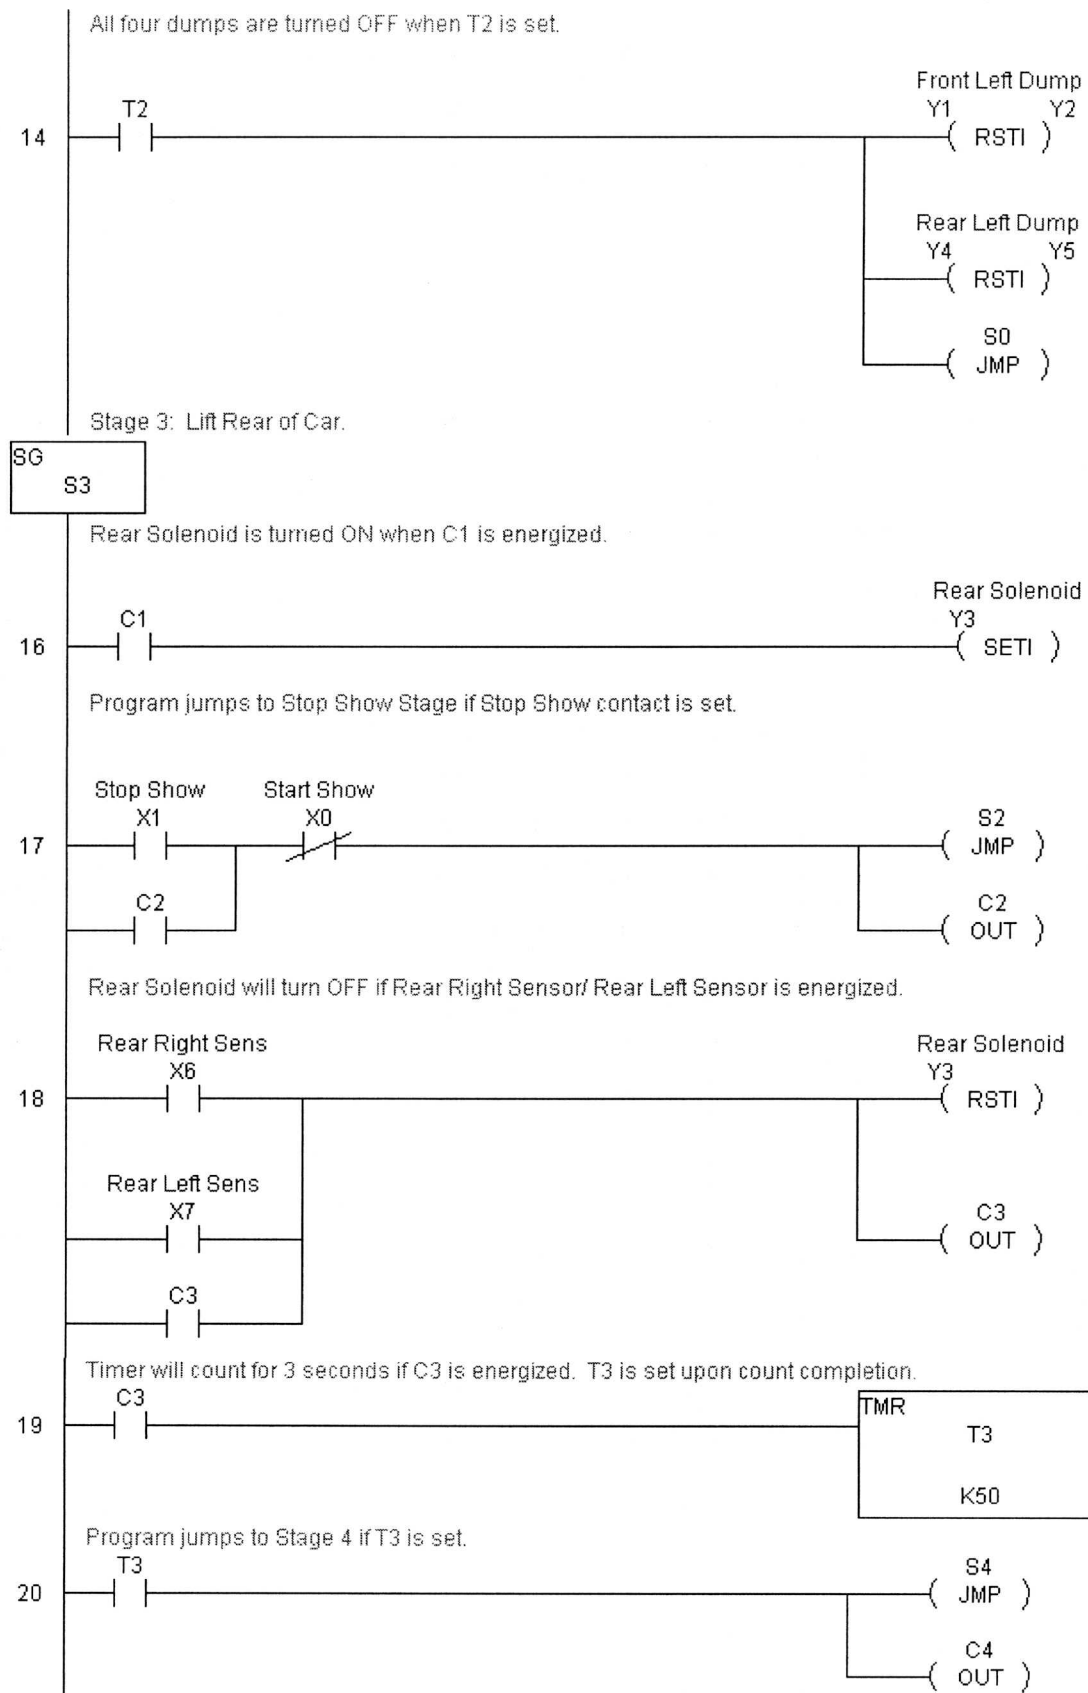 All four dumps are turned OFF when T2 is set.
Front Left Dump
T2 Y1 Y2
14 ( RSTI )
Rear Left Dump
Y4 Y5
( RSTI )
S0
( JMP )
Stage 3: Lift Rear of Car.
SG
S3
Rear Solenoid is turned ON when C1 is energized.
Rear Solenoid
C1 Y3
16 ( SETI )
Program jumps to Stop Show Stage if Stop Show contact is set.
Stop Show Start Show
X1 X0 S2
17 ( JMP )
C2 C2
( OUT )
Rear Solenoid will turn OFF if Rear Right Sensor/ Rear Left Sensor is energized.
Rear Right Sens Rear Solenoid
X6 Y3
18 ( RSTI )
Rear Left Sens
X7 C3
( OUT )
C3
Timer will count for 3 seconds if C3 is energized. T3 is set upon count completion.
C3 TMR
19 T3
K50
Program jumps to Stage 4 if T3 is set.
T3 S4
20 ( JMP )
C4
( OUT )